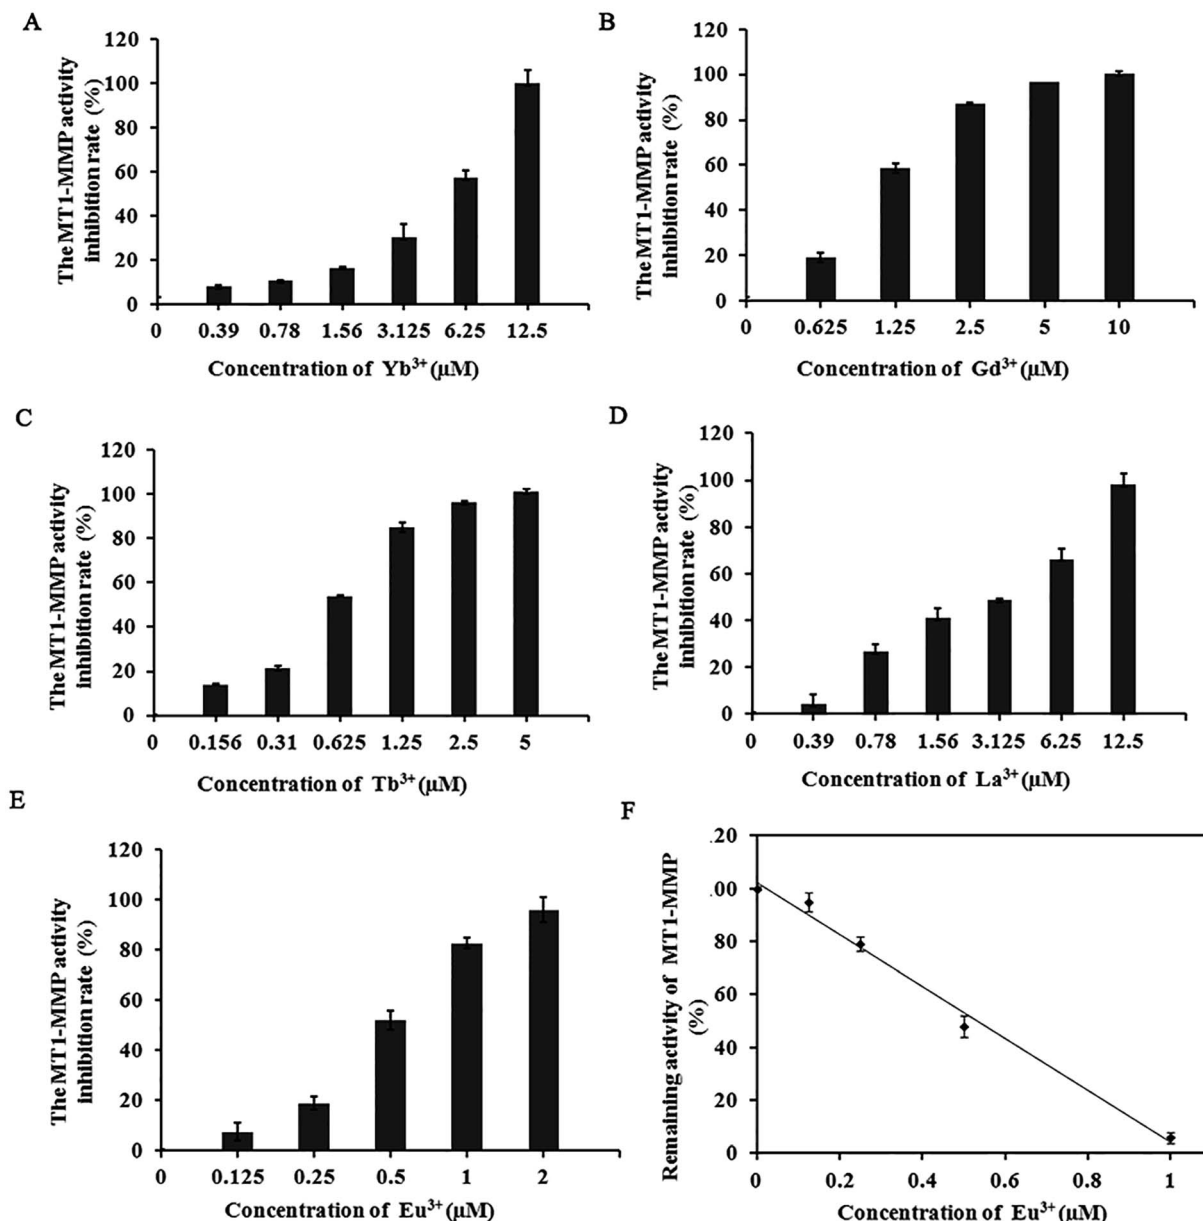 A
The MT1-MMP activity
inhibition rate (%)
120
100
80
60
40
20
0
0 0.39 0.78 1.56 3.125 6.25 12.5
Concentration of Yb³⁺(µM)
B
The MT1-MMP activity
inhibition rate (%)
120
100
80
60
40
20
0
0 0.625 1.25 2.5 5 10
Concentration of Gd³⁺(µM)
C
The MT1-MMP activity
inhibition rate (%)
120
100
80
60
40
20
0
0 0.156 0.31 0.625 1.25 2.5 5
Concentration of Tb³⁺(µM)
D
The MT1-MMP activity
inhibition rate (%)
120
100
80
60
40
20
0
0 0.39 0.78 1.56 3.125 6.25 12.5
Concentration of La³⁺(µM)
E
The MT1-MMP activity
inhibition rate (%)
120
100
80
60
40
20
0
0 0.125 0.25 0.5 1 2
Concentration of Eu³⁺(µM)
F
Remaining activity of MT1-MMP
(%)
.20
.00
80
60
40
20
0
0 0.2 0.4 0.6 0.8 1
Concentration of Eu³⁺(µM)